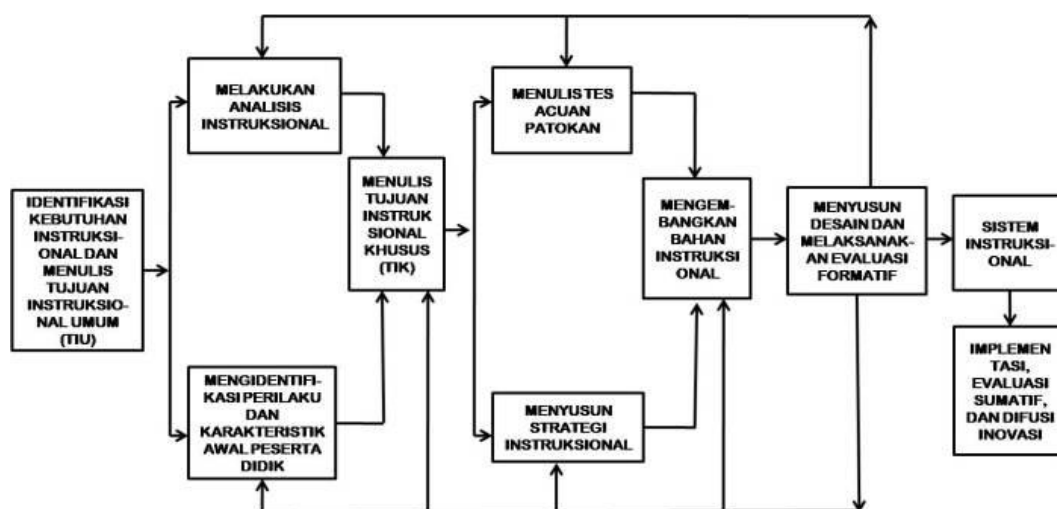 IDENTIFIKASI
KEBUTUHAN
INSTRUKSI-
ONAL DAN
MENULIS
TUJUAN
INSTRUKSIO-
NAL UMUM
(TIU)
MELAKUKAN
ANALISIS
INSTRUKSIONAL
MENGIDENTIFI-
KASI PERILAKU
DAN
KARAKTERISTIK
AWAL PESERTA
DIDIK
MENULIS
TUJUAN
INSTRUK
SIONAL
KHUSUS
(TIK)
MENULIS TES
ACUAN
PATOKAN
MENYUSUN
STRATEGI
INSTRUKSIONAL
MENGEM-
BANGKAN
BAHAN
INSTRUKSI
ONAL
MENYUSUN
DESAIN DAN
MELAKSANAK-
AN EVALUASI
FORMATIF
SISTEM
INSTRUKSI-
ONAL
IMPLEMEN
TASI,
EVALUASI
SUMATIF,
DAN DIFUSI
INOVASI